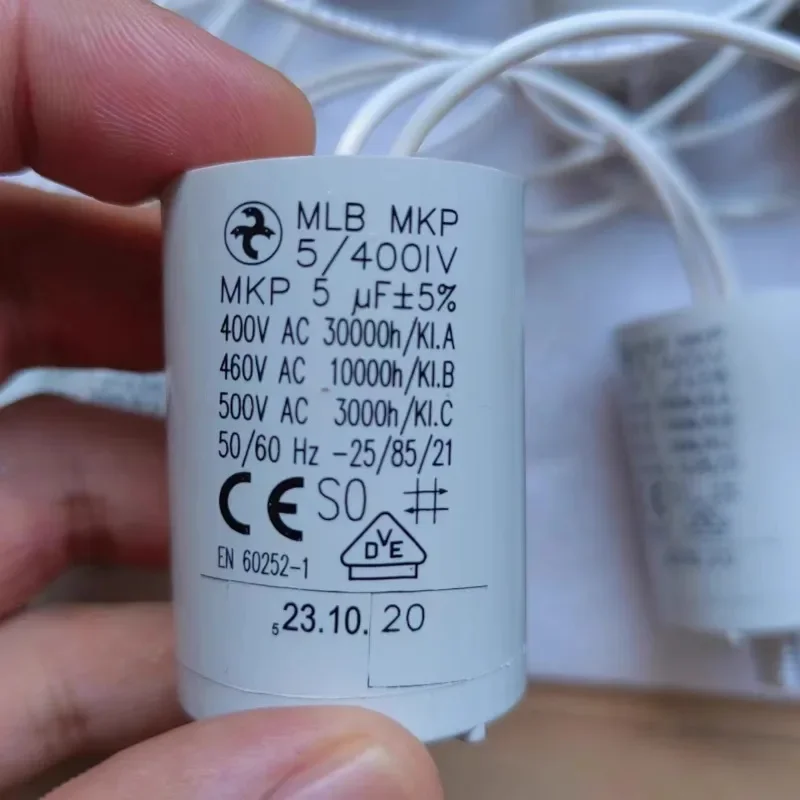 MLB MKP
5/400IV
MKP 5 µF±5%
400V AC 30000h/Kl.A
460V AC 10000h/Kl.B
500V AC 3000h/Kl.C
50/60 Hz -25/85/21
CE S0
DVE
EN 60252-1
5 23.10. 20